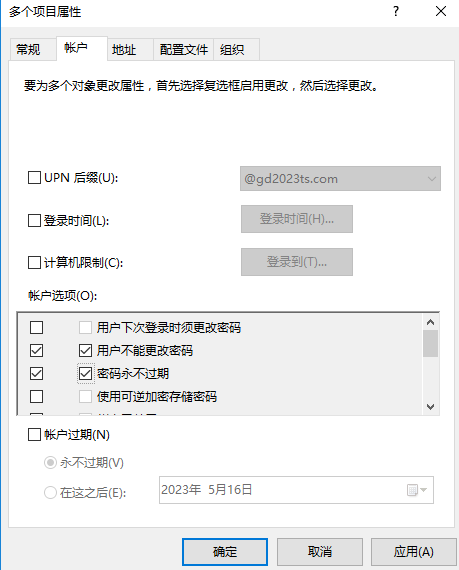 多个项目属性
常规 帐户 地址 配置文件 组织
要为多个对象更改属性，首先选择复选框启用更改，然后选择更改。
UPN 后缀(U): @gd2023ts.com
登录时间(L): 登录时间(H)...
计算机限制(C): 登录到(T)...
帐户选项(O):
用户下次登录时须更改密码
用户不能更改密码
密码永不过期
使用可逆加密存储密码
帐户过期(N)
永不过期(V)
在这之后(E): 2023年 5月16日
确定 取消 应用(A)